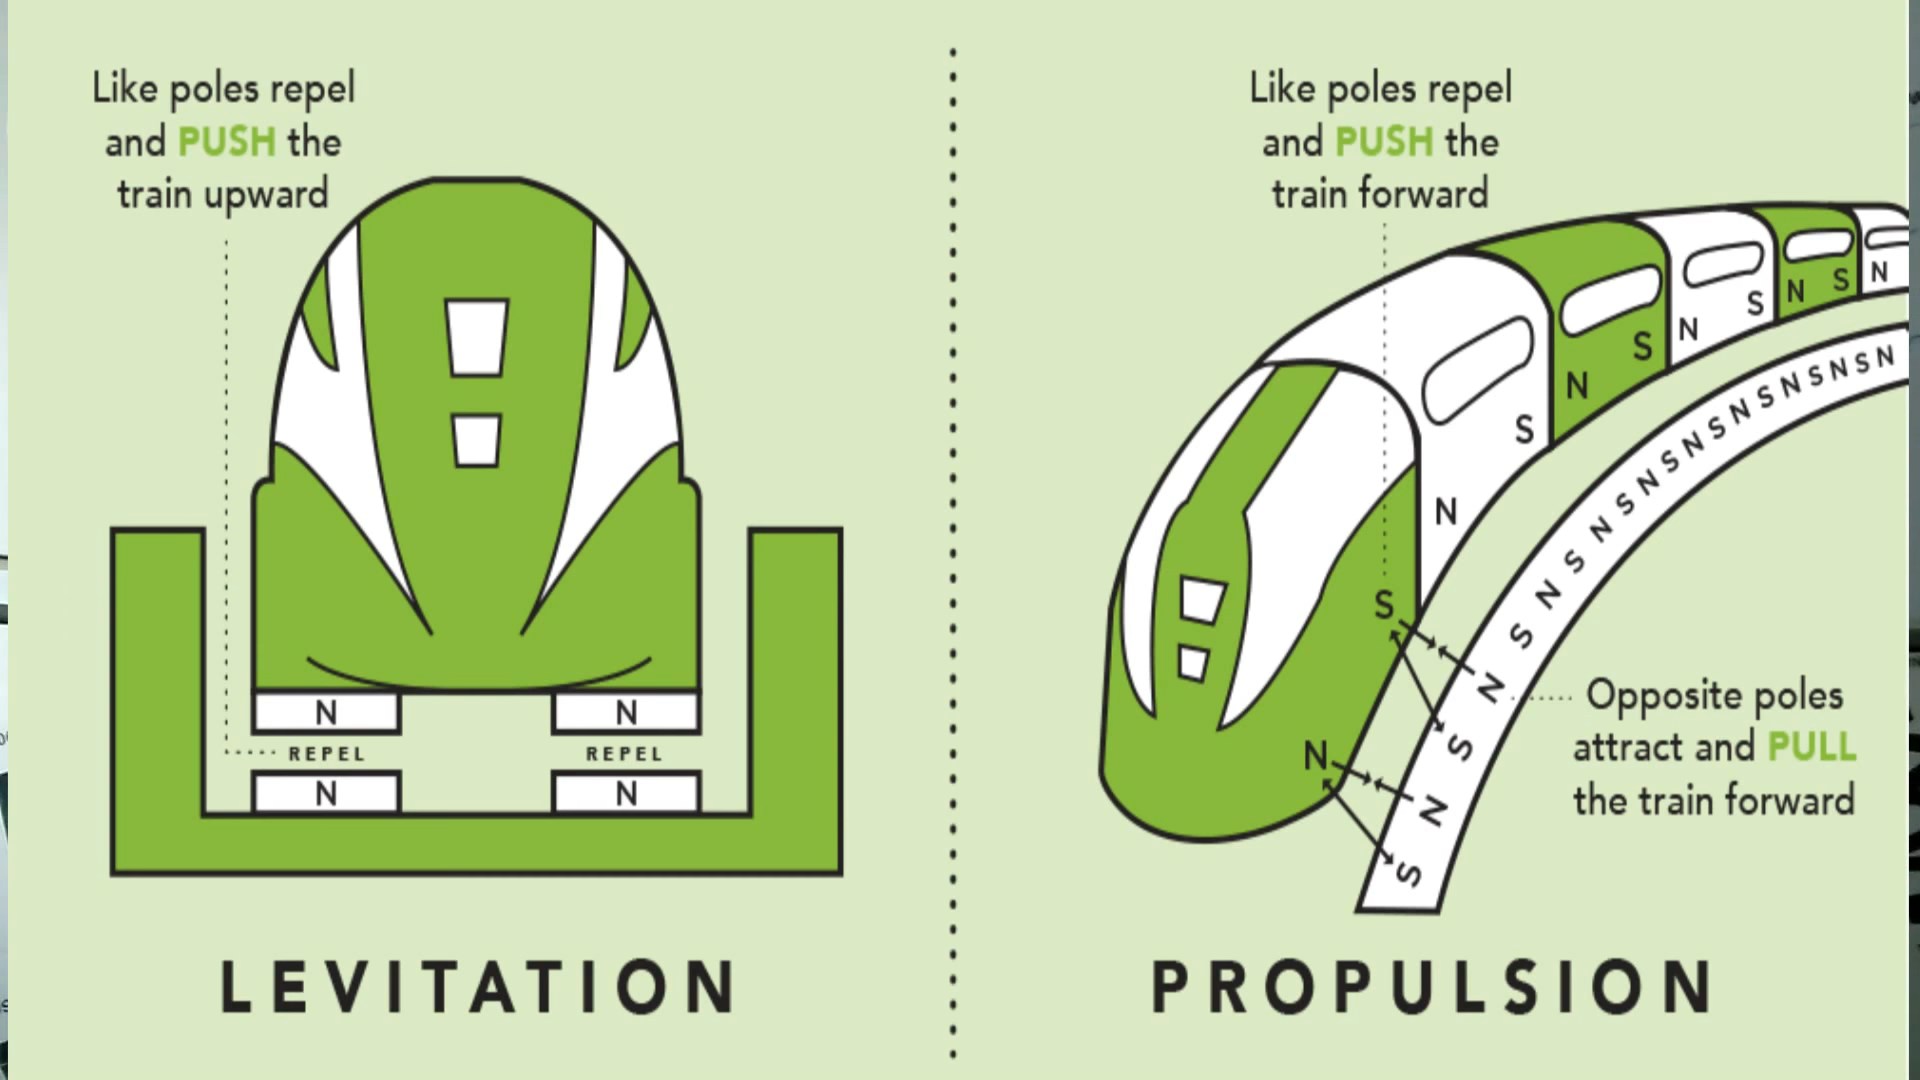 Like poles repel
and PUSH the
train upward
N
N
REPEL
REPEL
N
N
LEVITATION
Like poles repel
and PUSH the
train forward
N
S
N
S
N
S
N
S
N
S
N
S N S N S N S N S N S N S N S N S N S N
Opposite poles
attract and PULL
the train forward
PROPULSION